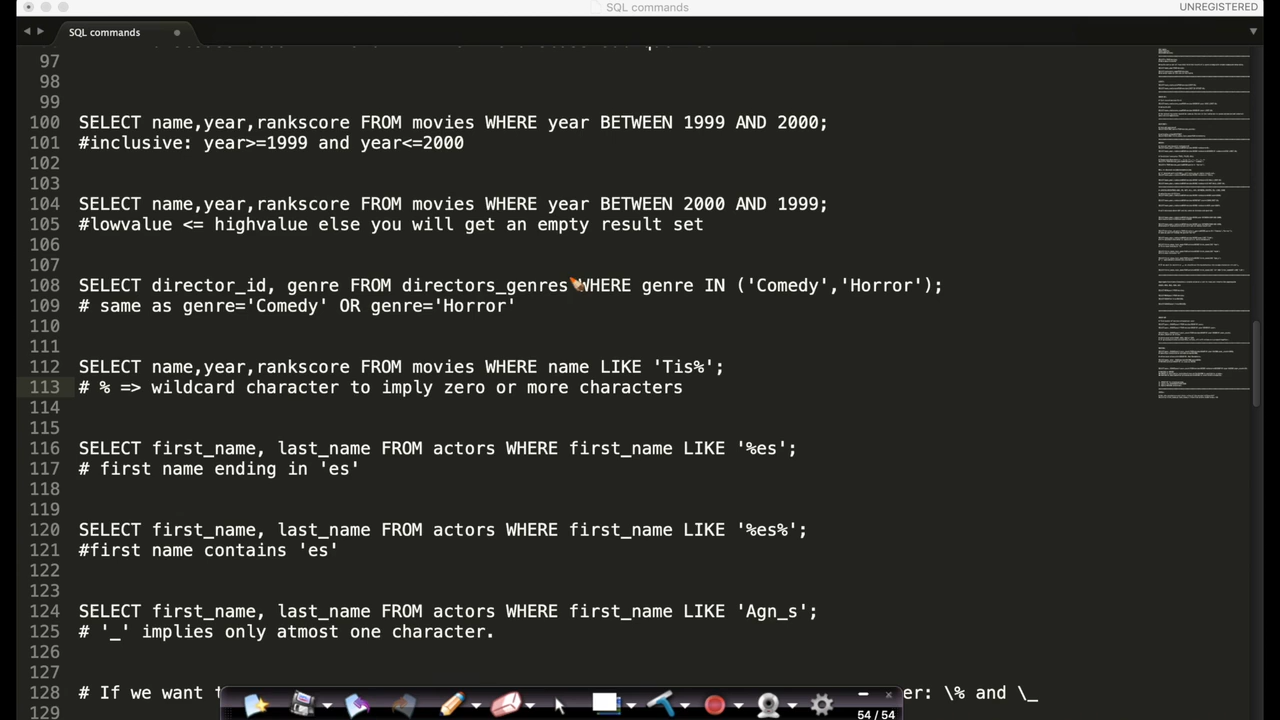 SQL commands
UNREGISTERED
SQL commands
97
98
99
100 SELECT name,year,rankscore FROM movies WHERE year BETWEEN 1999 AND 2000;
101 #inclusive: year>=1999 and year<=2000
102
103
104 SELECT name,year,rankscore FROM movies WHERE year BETWEEN 2000 AND 1999;
105 #lowvalue <= highvalue else you will get an empty result set
106
107
108 SELECT director_id, genre FROM directors_genres WHERE genre IN ('Comedy','Horror');
109 # same as genre='Comedy' OR genre='Horror'
110
111
112 SELECT name,year,rankscore FROM movies WHERE name LIKE 'Tis%';
113 # % => wildcard character to imply zero or more characters
114
115
116 SELECT first_name, last_name FROM actors WHERE first_name LIKE '%es';
117 # first name ending in 'es'
118
119
120 SELECT first_name, last_name FROM actors WHERE first_name LIKE '%es%';
121 #first name contains 'es'
122
123
124 SELECT first_name, last_name FROM actors WHERE first_name LIKE 'Agn_s';
125 # '_' implies only atmost one character.
126
127
128 # If we want \% and \_
129
54 / 54